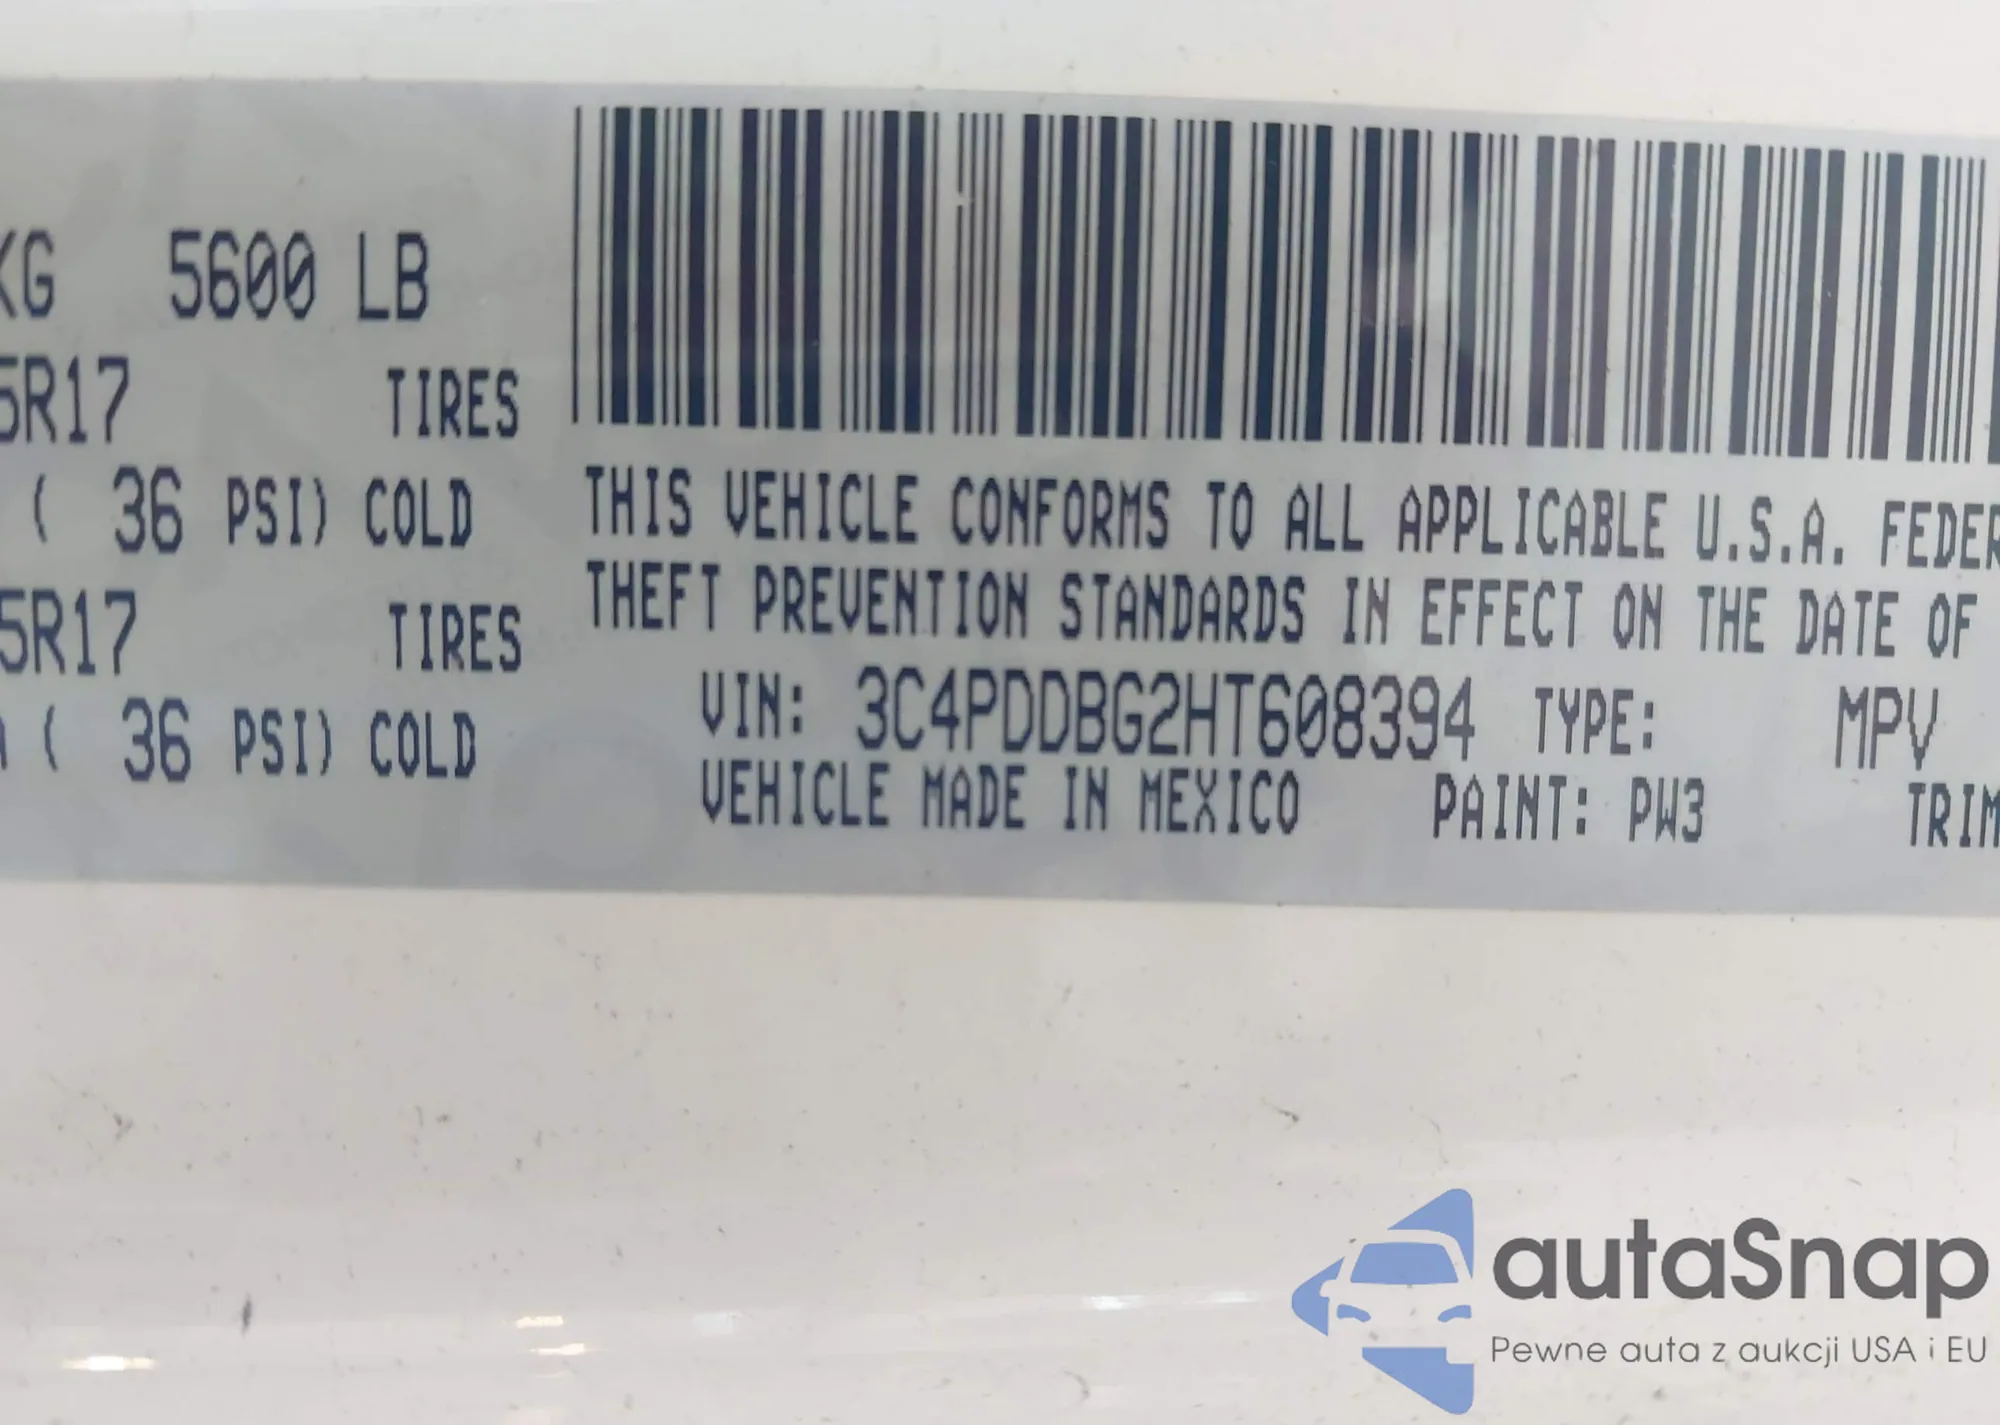 KG 5600 LB
5R17 TIRES
( 36 PSI) COLD
5R17 TIRES
( 36 PSI) COLD
THIS VEHICLE CONFORMS TO ALL APPLICABLE U.S.A. FEDER
THEFT PREVENTION STANDARDS IN EFFECT ON THE DATE OF
VIN: 3C4PDDBG2HT608394 TYPE: MPV
VEHICLE MADE IN MEXICO PAINT: PW3 TRIM
autaSnap
Pewne auta z aukcji USA i EU